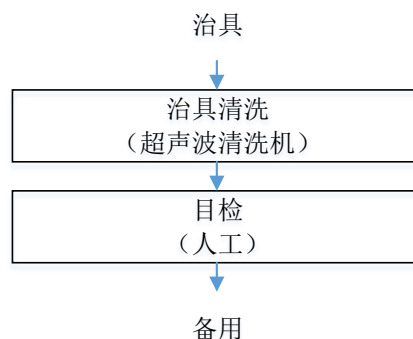 治具
治具清洗
（超声波清洗机）
目检
（人工）
备用